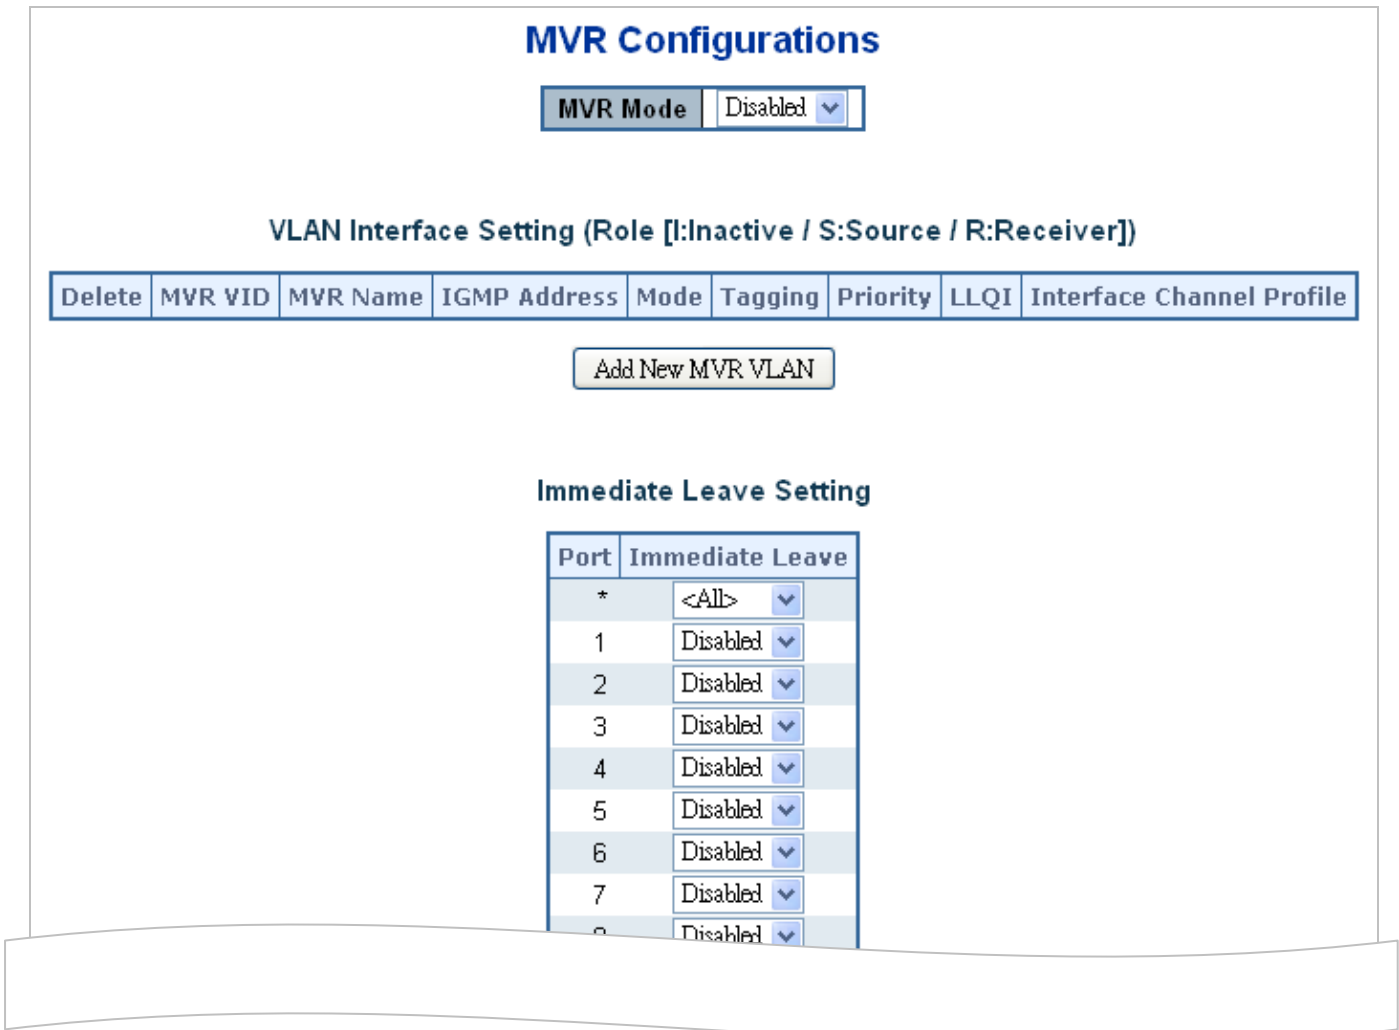 MVR Configurations
MVR Mode Disabled
VLAN Interface Setting (Role [I:Inactive / S:Source / R:Receiver])
Delete MVR VID MVR Name IGMP Address Mode Tagging Priority LLQI Interface Channel Profile
Add New MVR VLAN
Immediate Leave Setting
Port Immediate Leave
* <All>
1 Disabled
2 Disabled
3 Disabled
4 Disabled
5 Disabled
6 Disabled
7 Disabled
Disabled